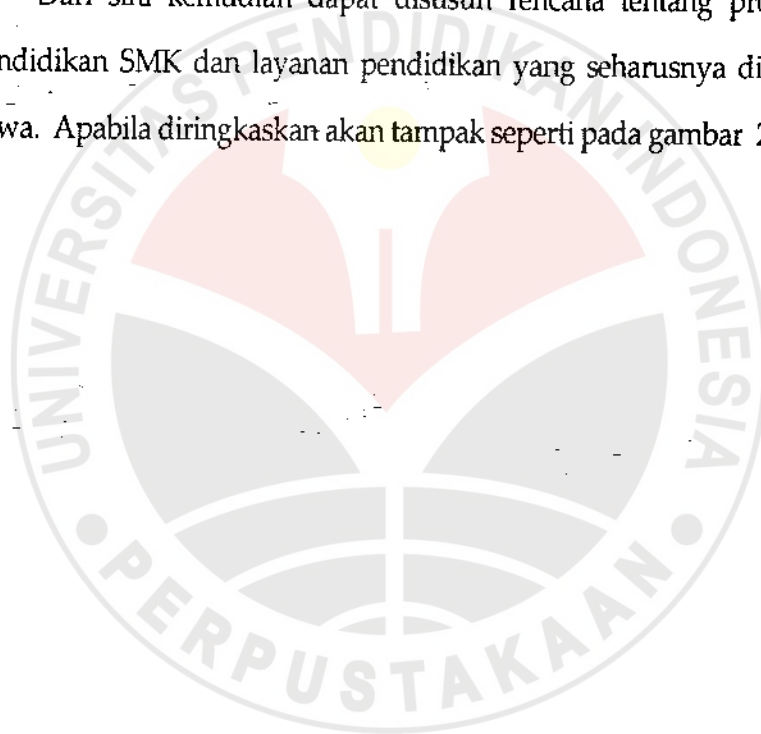 Dari situ kemudian dapat disusun rencana tentang
ndidikan SMK dan layanan pendidikan yang seharusnya di
wa. Apabila diringkaskan akan tampak seperti pada gambar
UNIVERSITAS PENDIDIKAN INDONESIA
PERPUSTAKAAN